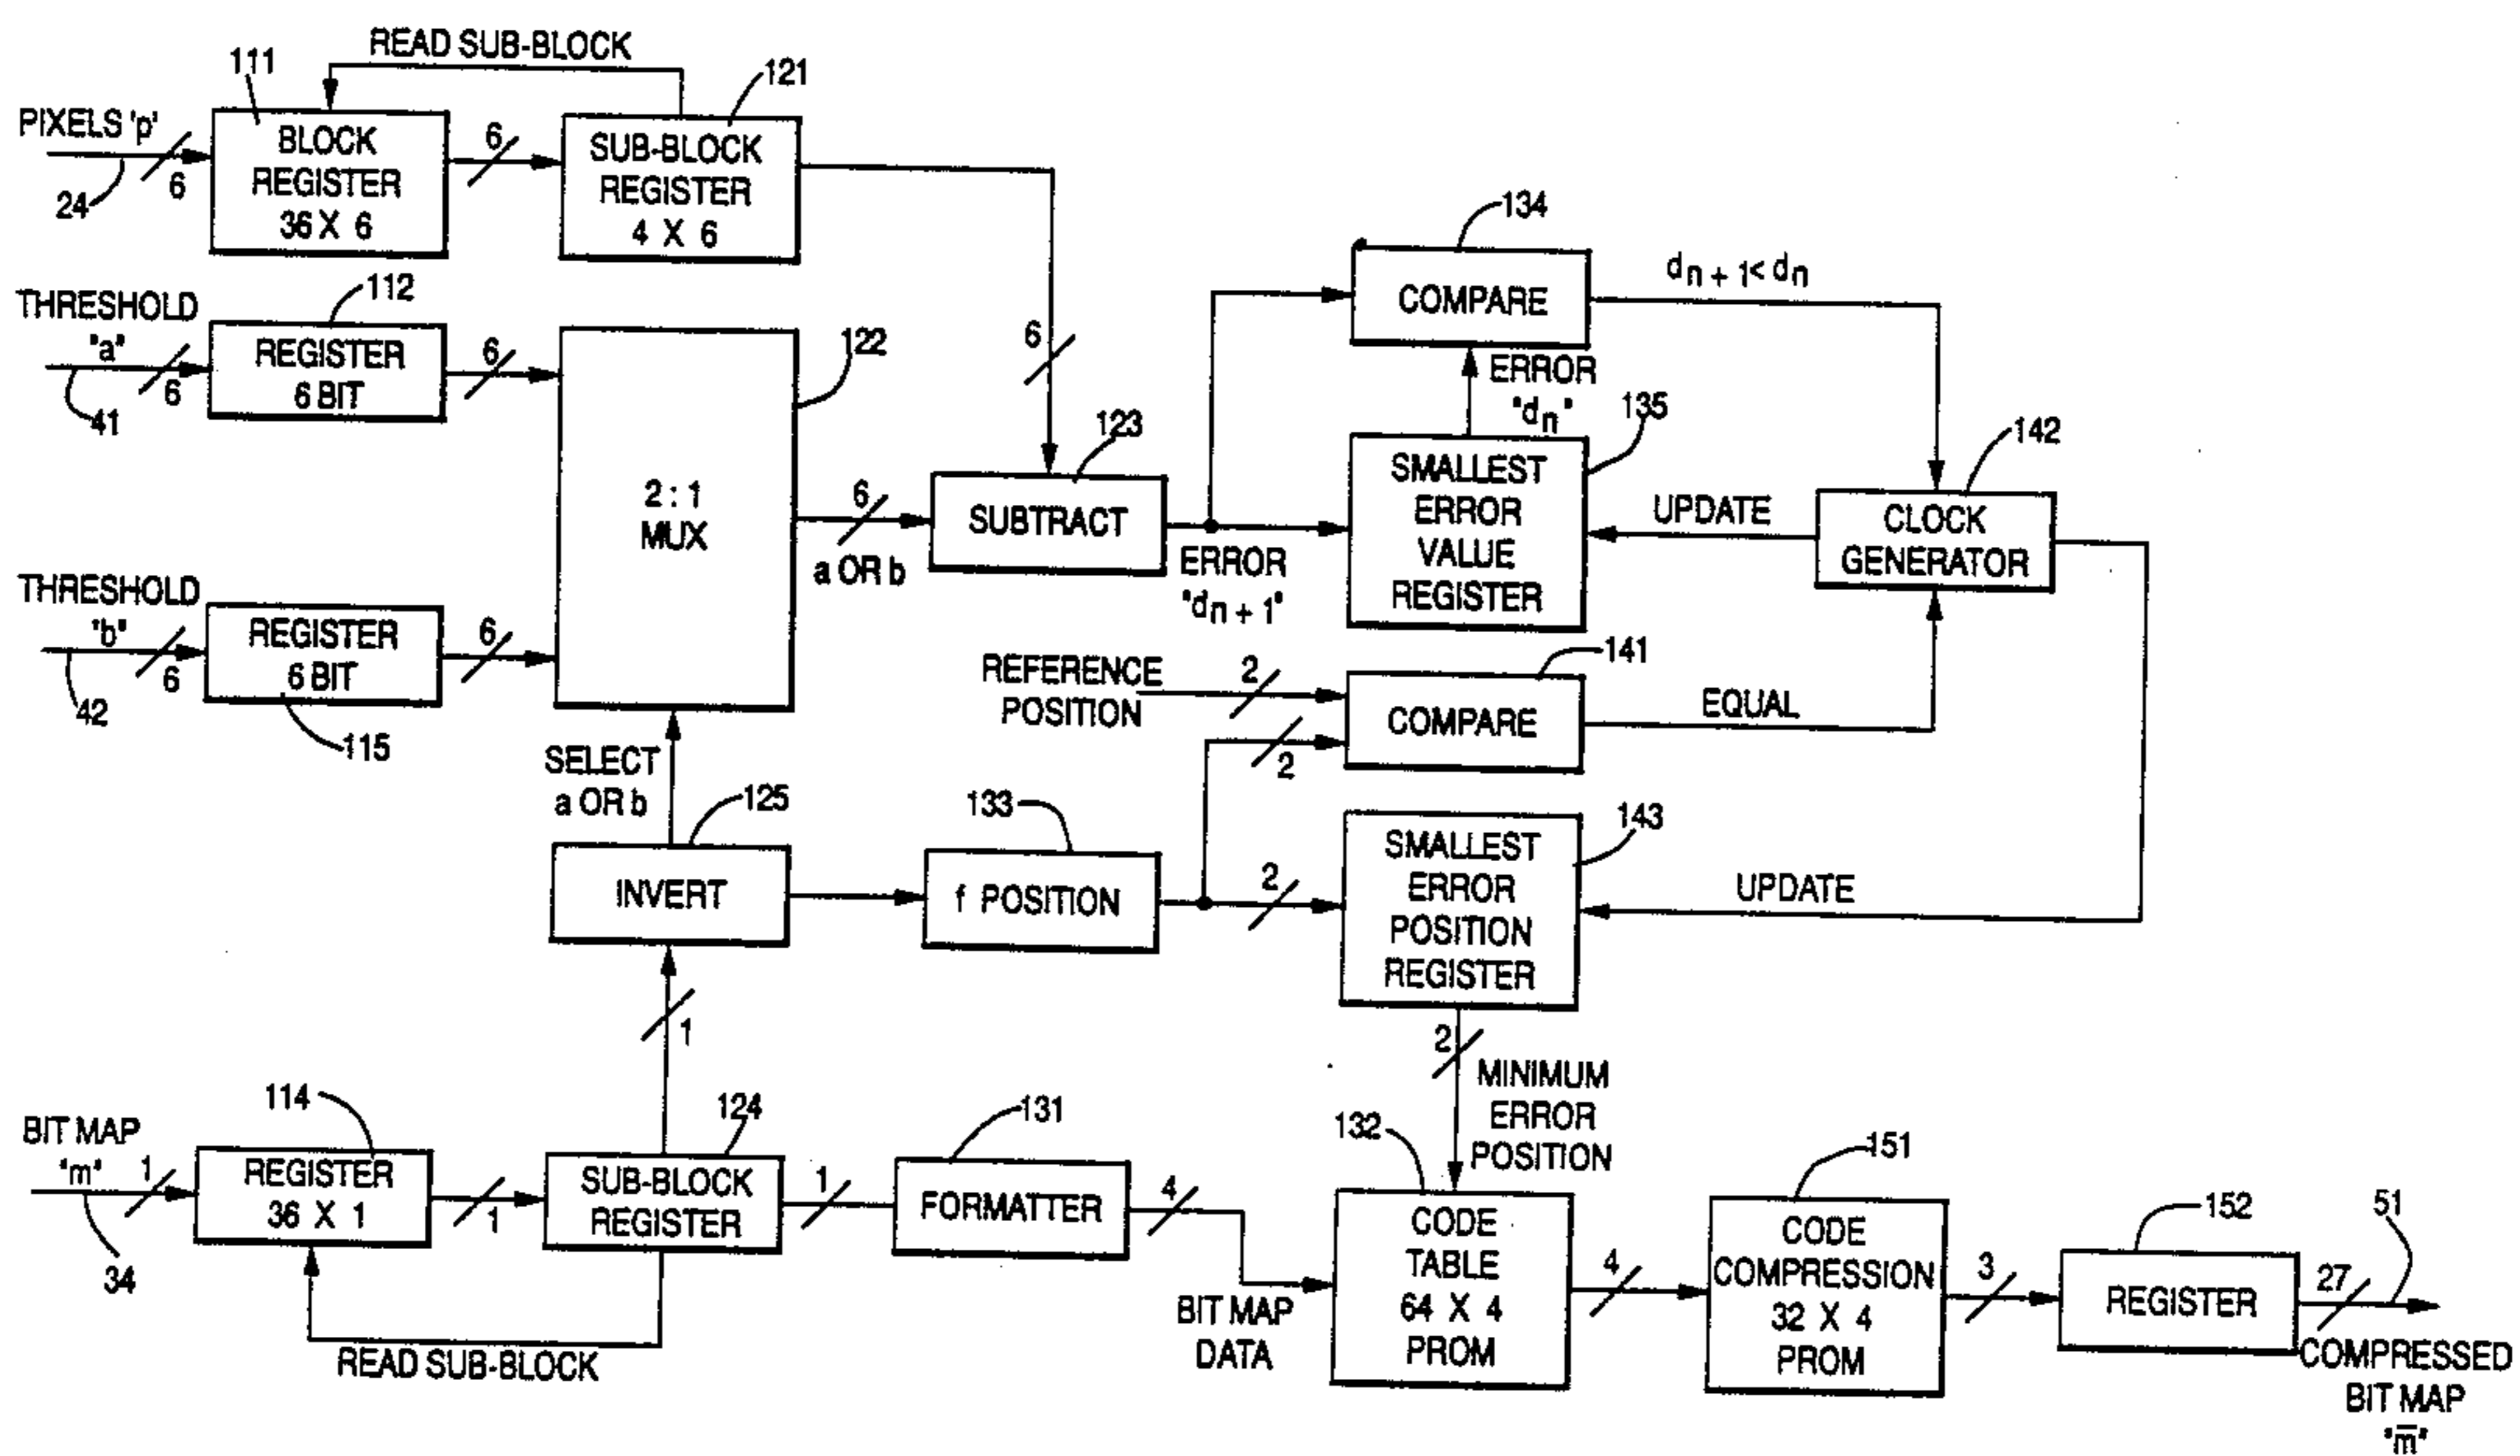 READ SUB-BLOCK
111
121
PIXELS 'p'
6
24
BLOCK
REGISTER
36 X 6
6
SUB-BLOCK
REGISTER
4 X 6
134
COMPARE
dn + 1< dn
THRESHOLD
"a"
6
41
112
REGISTER
6 BIT
6
122
6
ERROR
"dn"
135
123
142
2 : 1
MUX
6
a OR b
SUBTRACT
ERROR
"dn + 1"
SMALLEST
ERROR
VALUE
REGISTER
UPDATE
CLOCK
GENERATOR
THRESHOLD
"b"
6
42
REGISTER
6 BIT
6
115
REFERENCE
POSITION
2
2
141
COMPARE
EQUAL
SELECT
a OR b
125
INVERT
133
f POSITION
2
143
SMALLEST
ERROR
POSITION
REGISTER
UPDATE
1
2
MINIMUM
ERROR
POSITION
BIT MAP
"m"
1
34
114
REGISTER
36 X 1
1
124
SUB-BLOCK
REGISTER
1
READ SUB-BLOCK
131
FORMATTER
4
BIT MAP
DATA
132
CODE
TABLE
64 X 4
PROM
4
151
CODE
COMPRESSION
32 X 4
PROM
3
152
REGISTER
27
51
COMPRESSED
BIT MAP
"m̅"